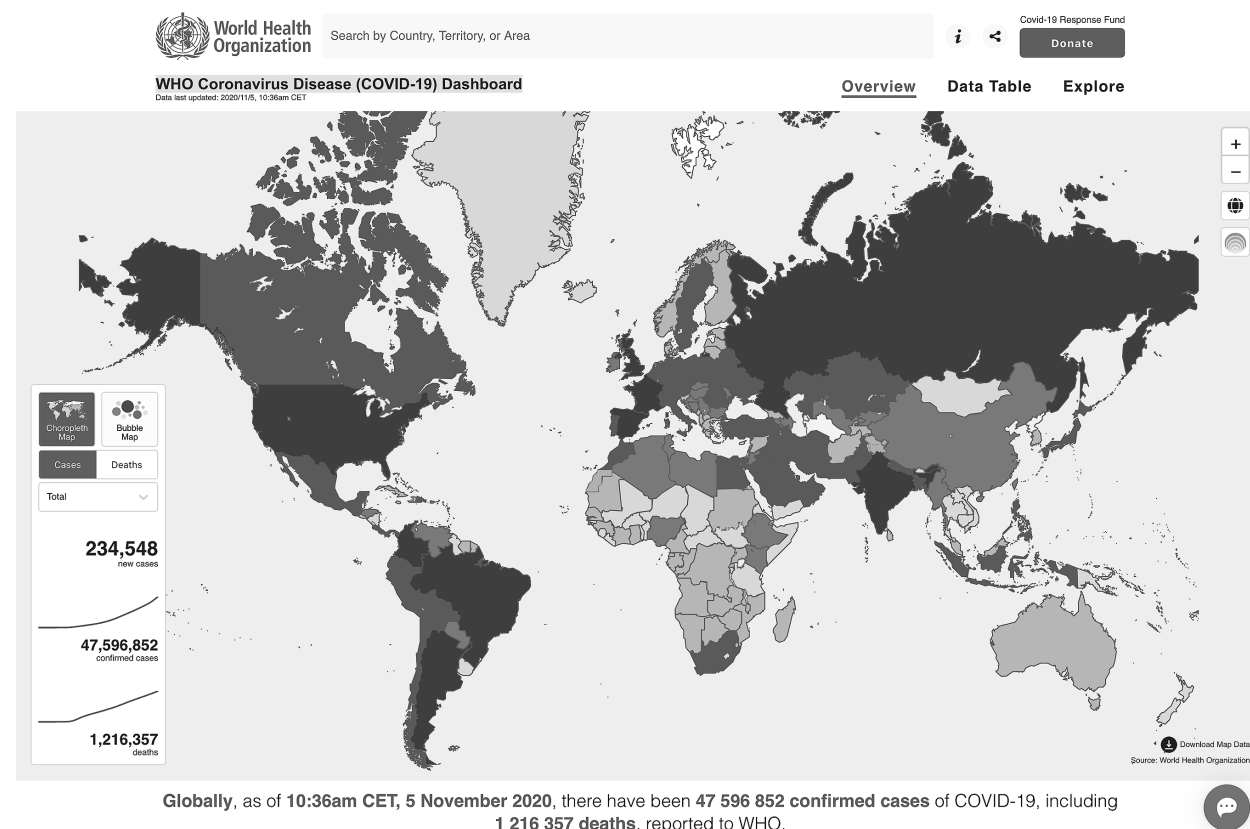 World Health
Organization
Search by Country, Territory, or Area
i
Covid-19 Response Fund
Donate
WHO Coronavirus Disease (COVID-19) Dashboard
Data last updated: 2020/11/5, 10:36am CET
Overview
Data Table
Explore
+
−
Choropleth
Map
Bubble
Map
Cases
Deaths
Total
234,548
new cases
47,596,852
confirmed cases
1,216,357
deaths
Download Map Data
Source: World Health Organization
Globally, as of 10:36am CET, 5 November 2020, there have been 47 596 852 confirmed cases of COVID-19, including
1 216 357 deaths, reported to WHO.